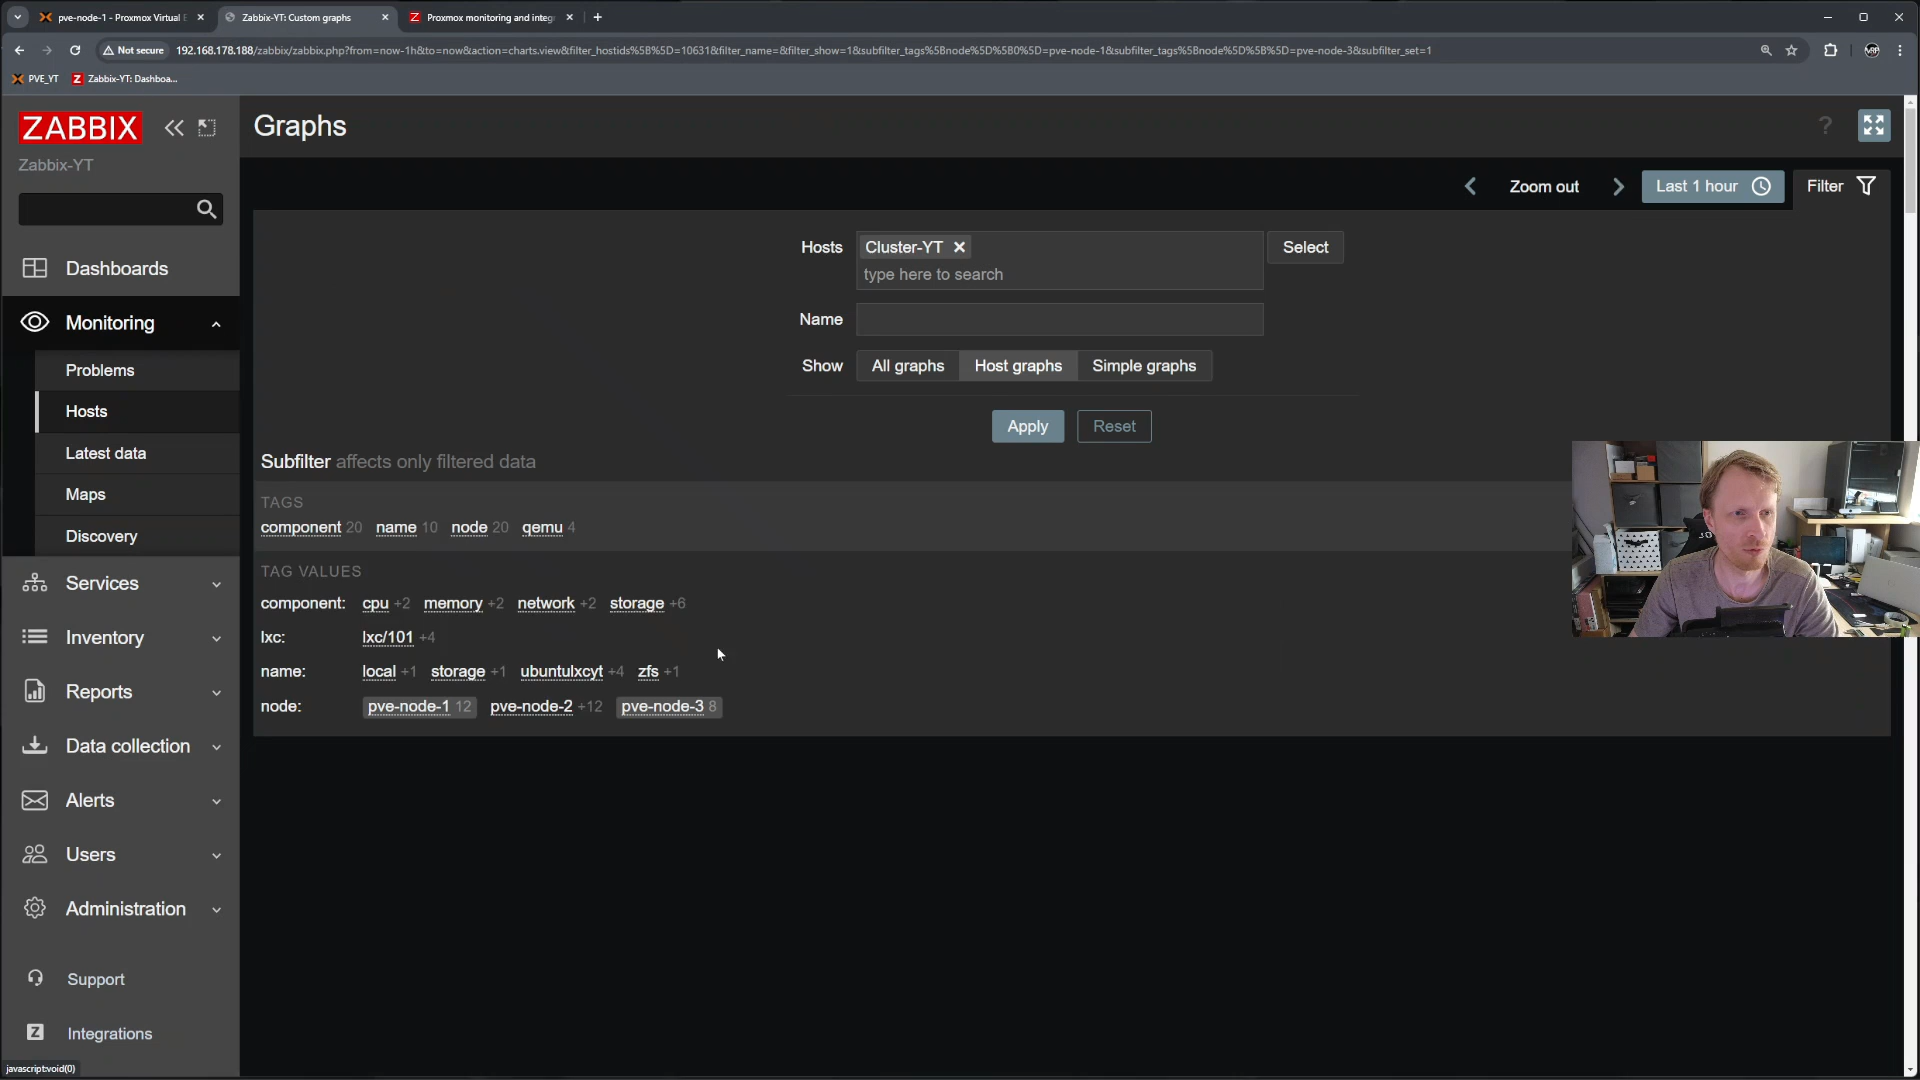 pve-node-1 - Proxmox Virtual E
Zabbix-YT: Custom graphs
Proxmox monitoring and integ
Not secure
192.168.178.188/zabbix/zabbix.php?from=now-1h&to=now&action=charts.view&filter_hostids%5B%5D=10631&filter_name=&filter_show=1&subfilter_tags%5Bnode%5D%5B0%5D=pve-node-1&subfilter_tags%5Bnode%5D%5B%5D=pve-node-3&subfilter_set=1
PVE_YT
Zabbix-YT: Dashboa...
ZABBIX
Zabbix-YT
Dashboards
Monitoring
Problems
Hosts
Latest data
Maps
Discovery
Services
Inventory
Reports
Data collection
Alerts
Users
Administration
Support
Z Integrations
javascript:void(0)
Graphs
?
Zoom out
Last 1 hour
Filter
Hosts Cluster-YT Select
type here to search
Name
Show All graphs Host graphs Simple graphs
Apply Reset
Subfilter affects only filtered data
TAGS
component 20 name 10 node 20 qemu 4
TAG VALUES
component: cpu +2 memory +2 network +2 storage +6
lxc: lxc/101 +4
name: local +1 storage +1 ubuntulxcyt +4 zfs +1
node: pve-node-1 12 pve-node-2 +12 pve-node-3 8